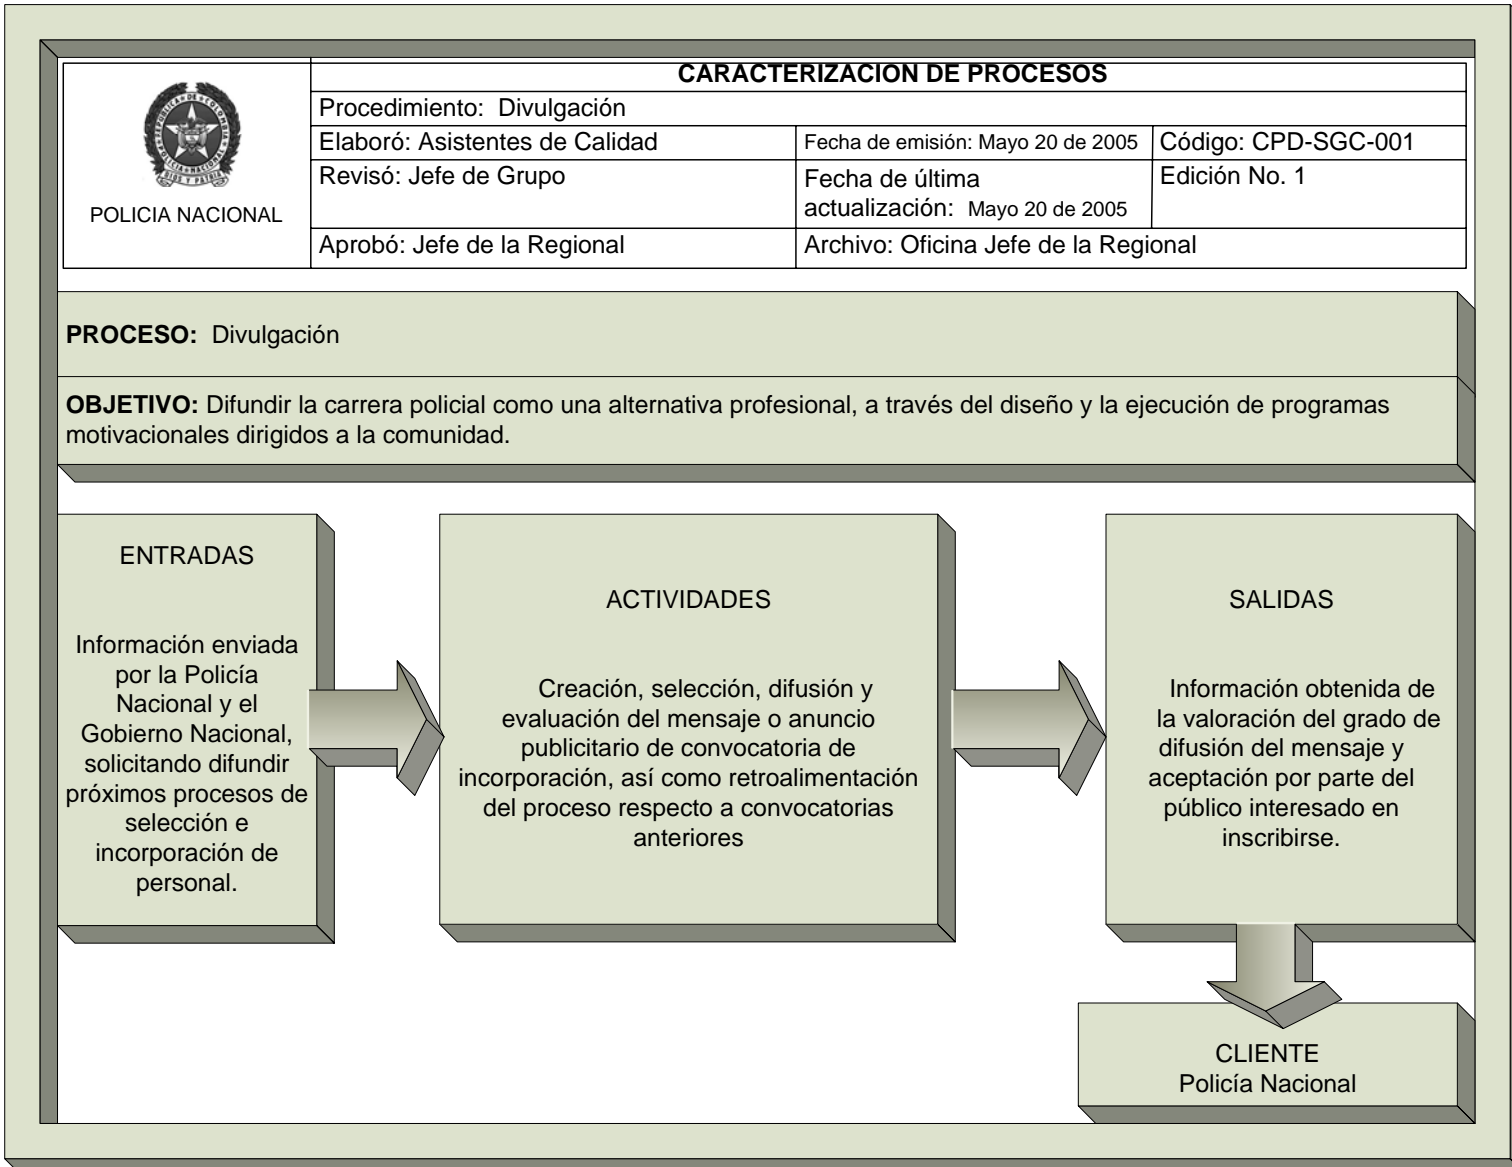 CARACTERIZACION DE PROCESOS
REPUBLICA DE COLOMBIA
POLICIA NACIONAL
DIOS Y PATRIA
POLICIA NACIONAL
Procedimiento: Divulgación
Elaboró: Asistentes de Calidad
Fecha de emisión: Mayo 20 de 2005
Código: CPD-SGC-001
Revisó: Jefe de Grupo
Fecha de última
actualización: Mayo 20 de 2005
Edición No. 1
Aprobó: Jefe de la Regional
Archivo: Oficina Jefe de la Regional
PROCESO: Divulgación
OBJETIVO: Difundir la carrera policial como una alternativa profesional, a través del diseño y la ejecución de programas
motivacionales dirigidos a la comunidad.
ENTRADAS
Información enviada
por la Policía
Nacional y el
Gobierno Nacional,
solicitando difundir
próximos procesos de
selección e
incorporación de
personal.
ACTIVIDADES
Creación, selección, difusión y
evaluación del mensaje o anuncio
publicitario de convocatoria de
incorporación, así como retroalimentación
del proceso respecto a convocatorias
anteriores
SALIDAS
Información obtenida de
la valoración del grado de
difusión del mensaje y
aceptación por parte del
público interesado en
inscribirse.
CLIENTE
Policía Nacional